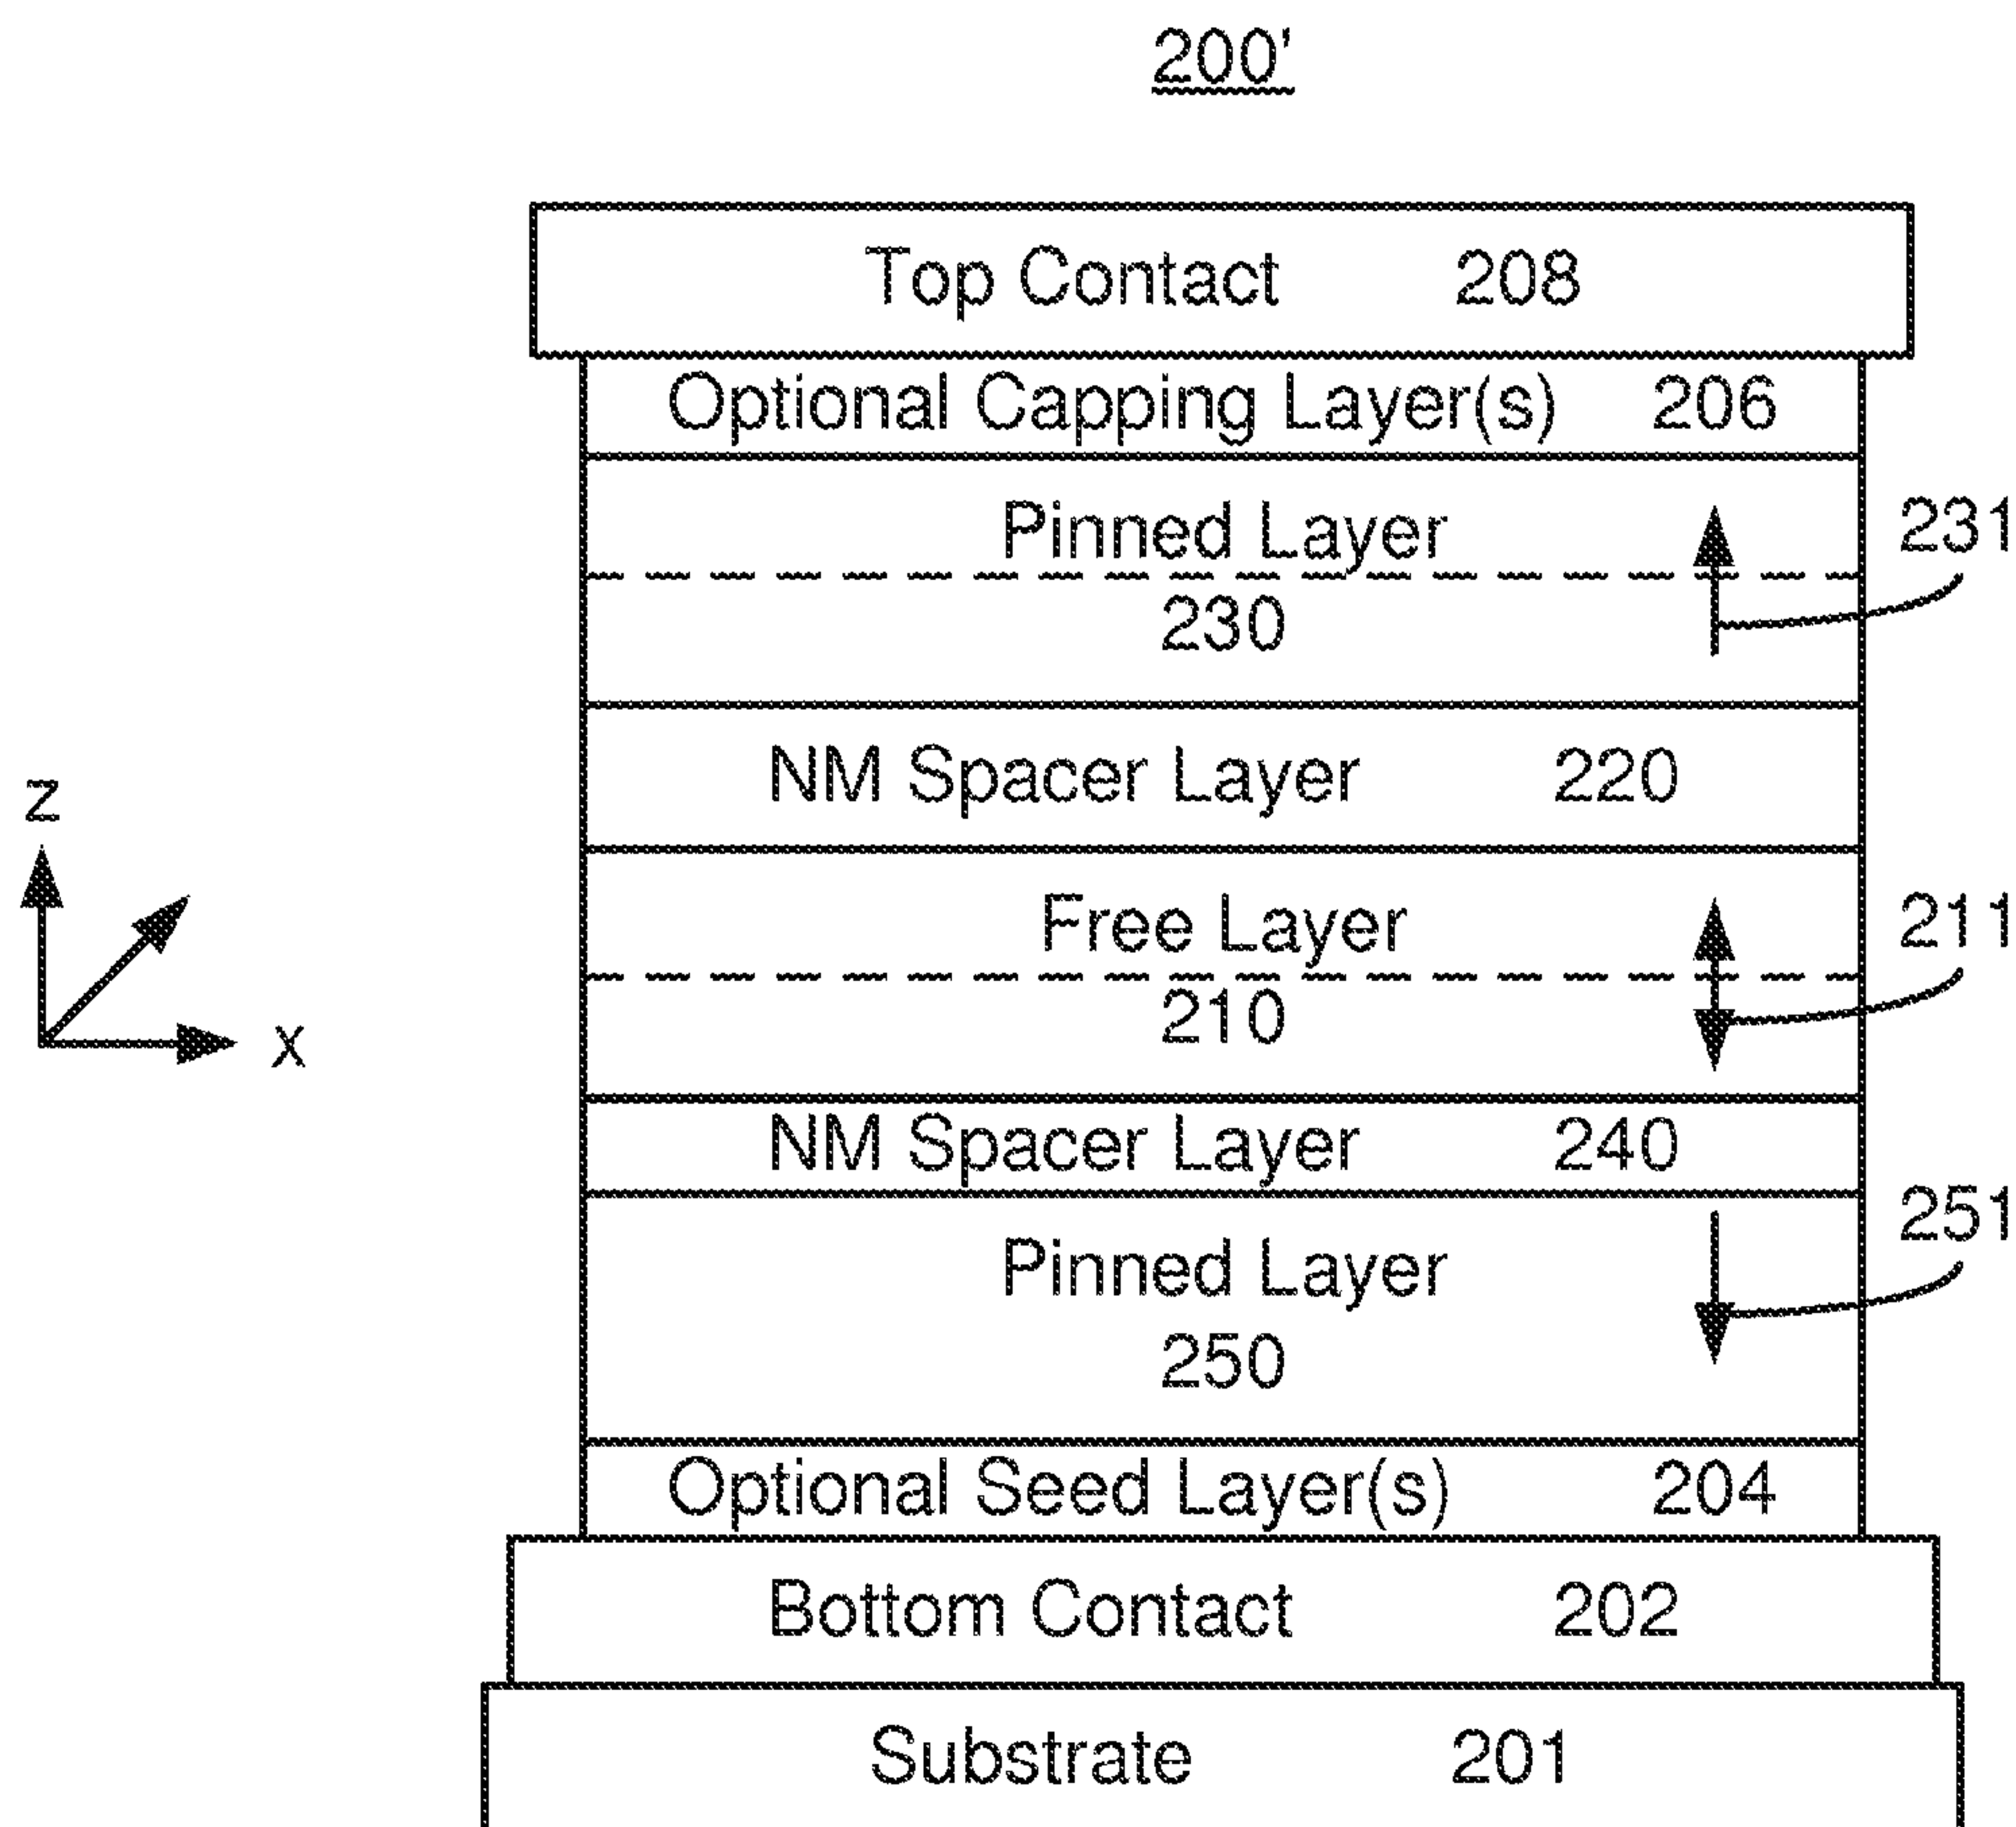 200'
Top Contact 208
Optional Capping Layer(s) 206
Pinned Layer
230
231
NM Spacer Layer 220
z
x
Free Layer
210
211
NM Spacer Layer 240
Pinned Layer
250
251
Optional Seed Layer(s) 204
Bottom Contact 202
Substrate 201